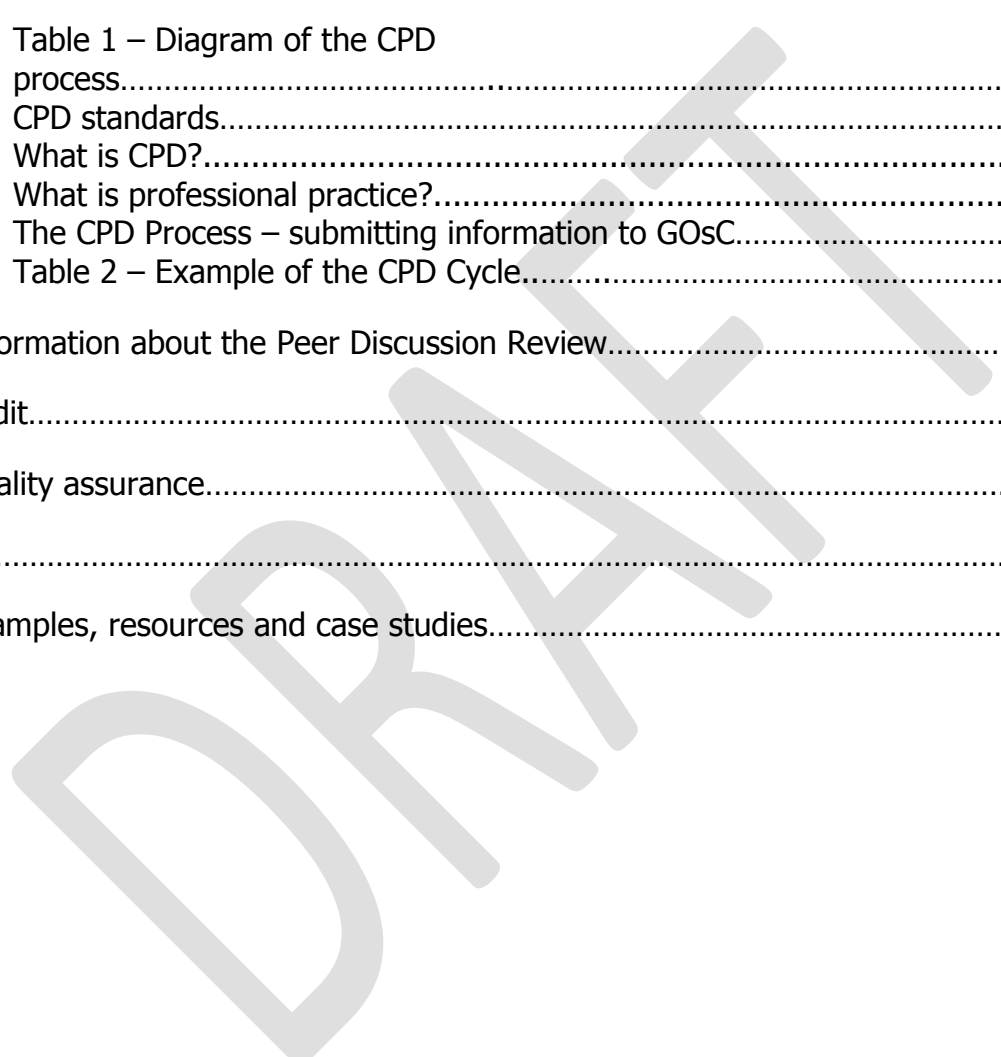 Table 1 – Diagram of the CPD
process……………………………………..………………………………………………
CPD standards………………………………………………………………………………
What is CPD?..................................................................................
What is professional practice?..........................................................
The CPD Process – submitting information to GOsC…………………………
Table 2 – Example of the CPD Cycle……....……………………………………
ormation about the Peer Discussion Review……………………………………
dit……………………………………………………………………………………………
ality assurance…………………………………………………………………………
………………………………………………………………………………………………
amples, resources and case studies………………………………………………
DRAFT